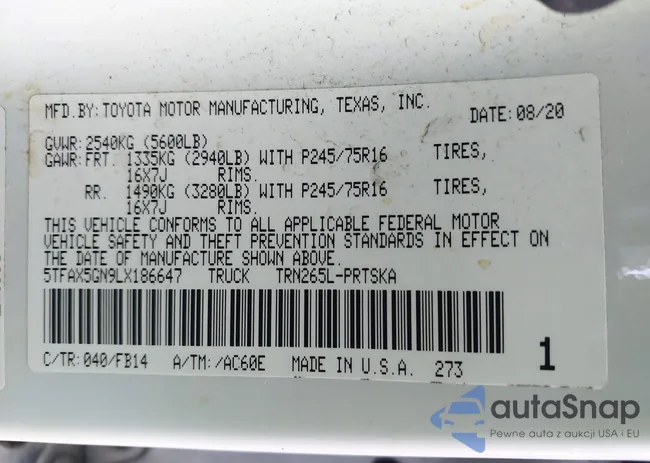 MFD.BY:TOYOTA MOTOR MANUFACTURING, TEXAS, INC.
DATE:08/20
GVWR:2540KG (5600LB)
GAWR:FRT. 1335KG (2940LB) WITH P245/75R16 TIRES,
16X7J RIMS.
RR. 1490KG (3280LB) WITH P245/75R16 TIRES,
16X7J RIMS.
THIS VEHICLE CONFORMS TO ALL APPLICABLE FEDERAL MOTOR
VEHICLE SAFETY AND THEFT PREVENTION STANDARDS IN EFFECT ON
THE DATE OF MANUFACTURE SHOWN ABOVE.
5TFAX5GN9LX186647 TRUCK TRN265L-PRTSKA
C/TR:040/FB14 A/TM:/AC60E MADE IN U.S.A. 273
1
autoSnap
Pewne auta z aukcji USA i EU